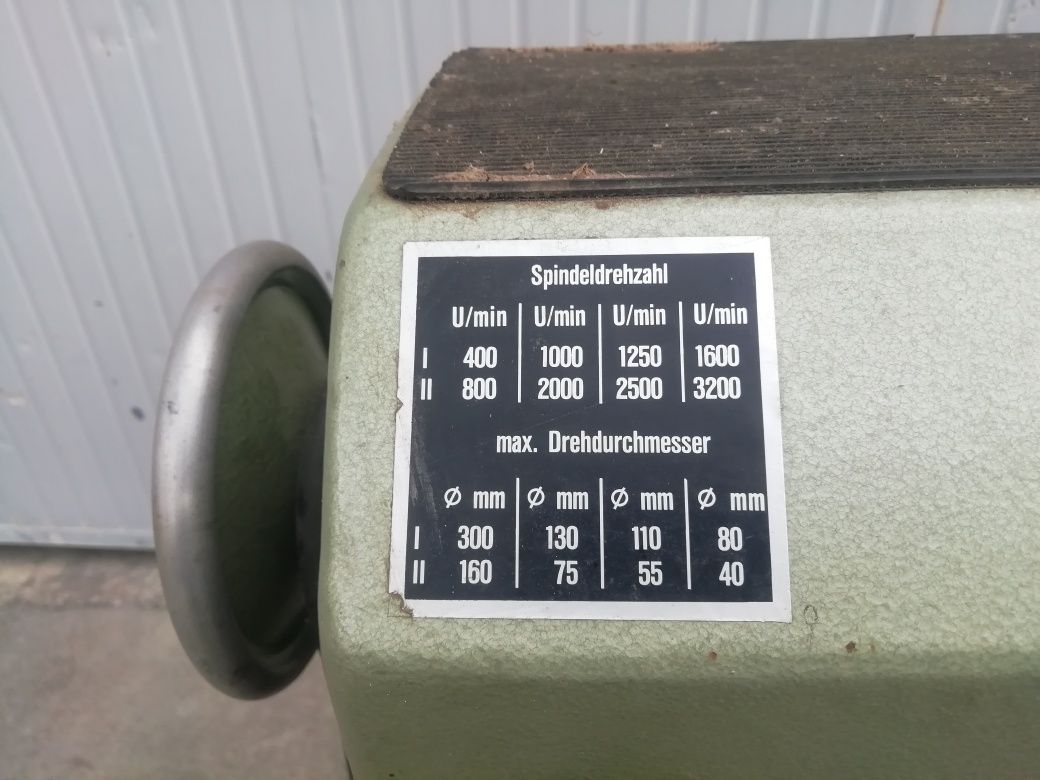 Spindeldrehzahl
U/min U/min U/min U/min
I 400 1000 1250 1600
II 800 2000 2500 3200
max. Drehdurchmesser
Ø mm Ø mm Ø mm Ø mm
I 300 130 110 80
II 160 75 55 40